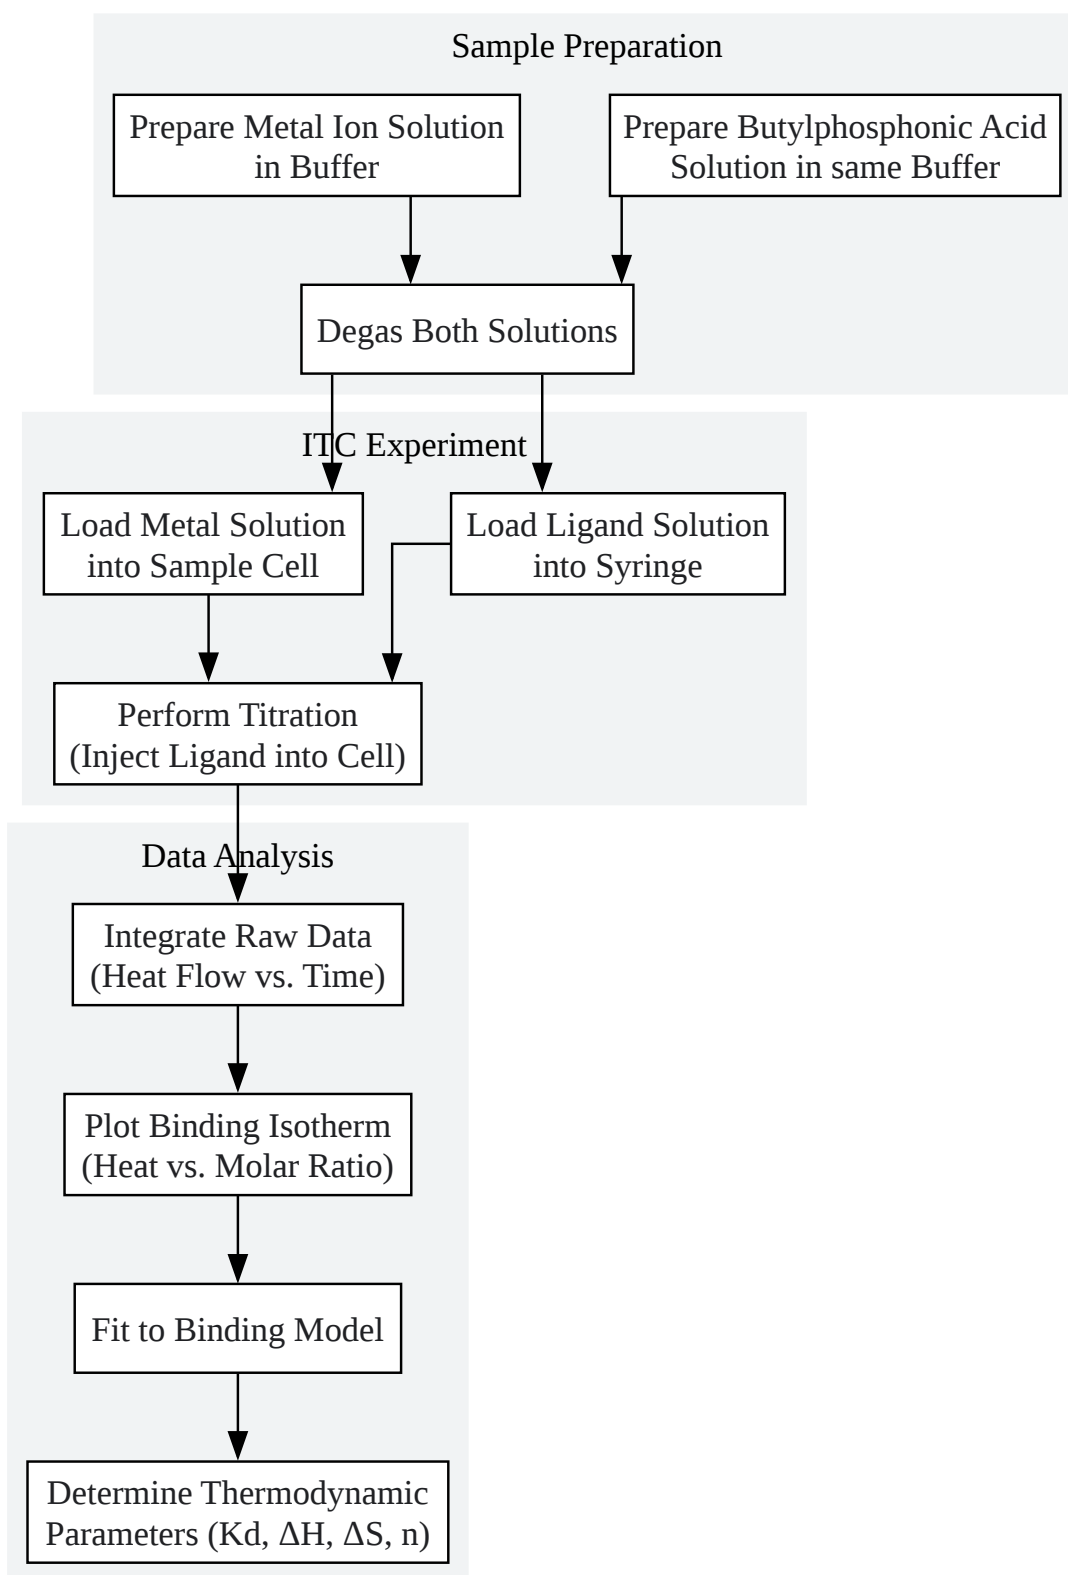 Sample Preparation
Prepare Metal Ion Solution
in Buffer
Prepare Butylphosphonic Acid
Solution in same Buffer
Degas Both Solutions
ITC Experiment
Load Metal Solution
into Sample Cell
Load Ligand Solution
into Syringe
Perform Titration
(Inject Ligand into Cell)
Data Analysis
Integrate Raw Data
(Heat Flow vs. Time)
Plot Binding Isotherm
(Heat vs. Molar Ratio)
Fit to Binding Model
Determine Thermodynamic
Parameters (Kd, ΔH, ΔS, n)